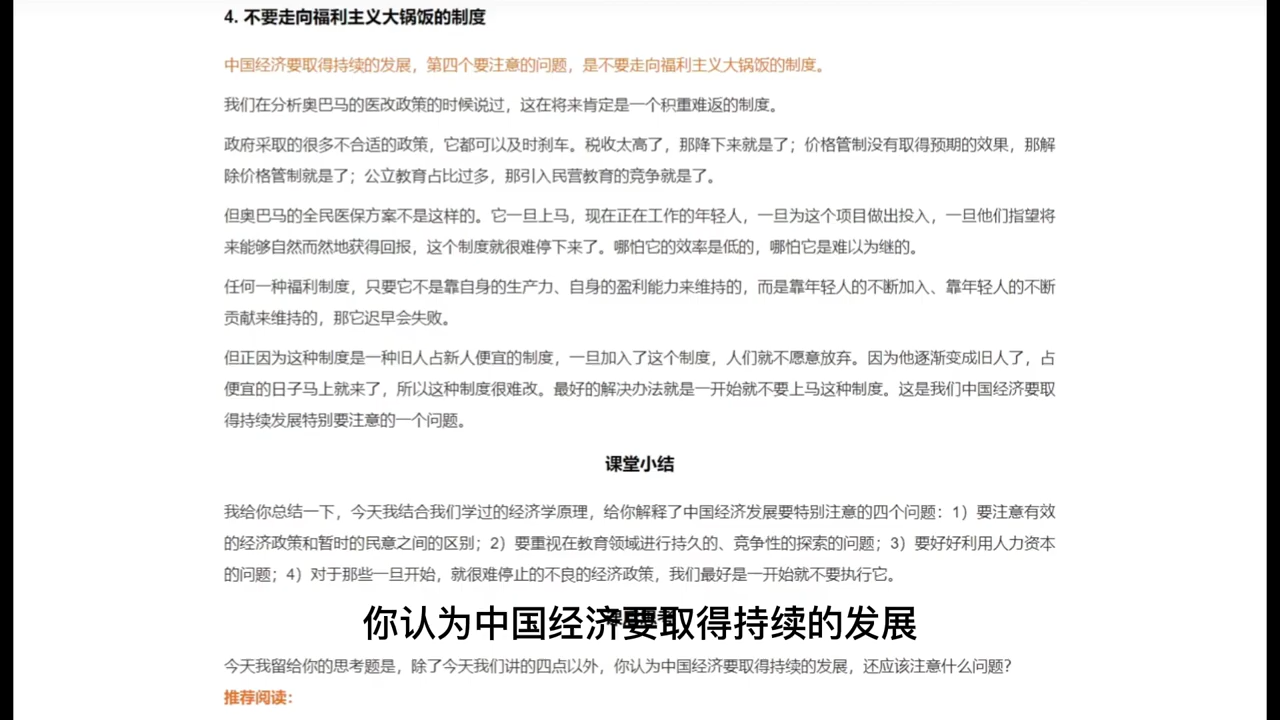 4. 不要走向福利主义大锅饭的制度
中国经济要取得持续的发展，第四个要注意的问题，是不要走向福利主义大锅饭的制度。
我们在分析奥巴马的医改政策的时候说过，这在将来肯定是一个积重难返的制度。
政府采取的很多不合适的政策，它都可以及时刹车。税收太高了，那降下来就是了；价格管制没有取得预期的效果，那解
除价格管制就是了；公立教育占比过多，那引入民营教育的竞争就是了。
但奥巴马的全民医保方案不是这样的。它一旦上马，现在正在工作的年轻人，一旦为这个项目做出投入，一旦他们指望将
来能够自然而然地获得回报，这个制度就很难停下来了。哪怕它的效率是低的，哪怕它是难以为继的。
任何一种福利制度，只要它不是靠自身的生产力、自身的盈利能力来维持的，而是靠年轻人的不断加入、靠年轻人的不断
贡献来维持的，那它迟早会失败。
但正因为这种制度是一种旧人占新人便宜的制度，一旦加入了这个制度，人们就不愿意放弃。因为他逐渐变成旧人了，占
便宜的日子马上就来了，所以这种制度很难改。最好的解决办法就是一开始就不要上马这种制度。这是我们中国经济要取
得持续发展特别要注意的一个问题。
课堂小结
我给你总结一下，今天我结合我们学过的经济学原理，给你解释了中国经济发展要特别注意的四个问题：1）要注意有效
的经济政策和暂时的民意之间的区别；2）要重视在教育领域进行持久的、竞争性的探索的问题；3）要好好利用人力资本
的问题；4）对于那些一旦开始，就很难停止的不良的经济政策，我们最好是一开始就不要执行它。
你认为中国经济要取得持续的发展
今天我留给你的思考题是，除了今天我们讲的四点以外，你认为中国经济要取得持续的发展，还应该注意什么问题？
推荐阅读：